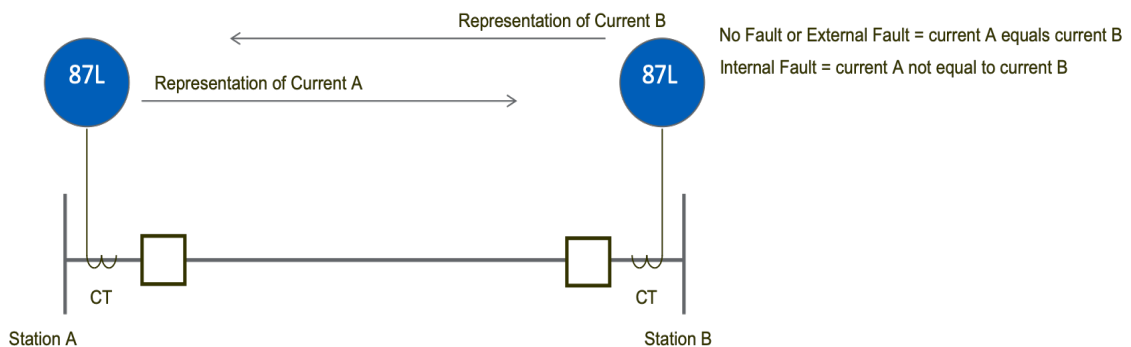 Representation of Current B
No Fault or External Fault = current A equals current B
87L
87L
Internal Fault = current A not equal to current B
Representation of Current A
CT
CT
Station A
Station B